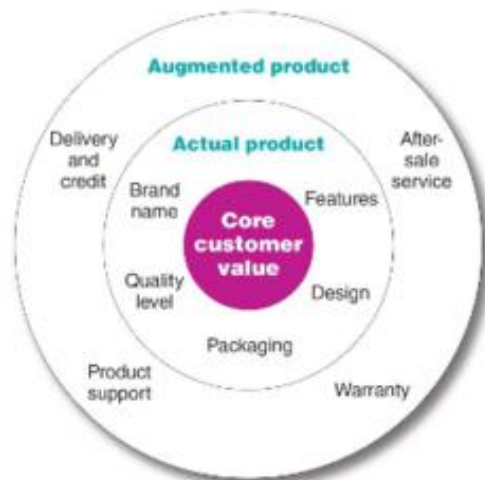 Augmented product
Delivery
and
credit
After-
sale
service
Actual product
Brand
name
Features
Core
customer
value
Quality
level
Design
Packaging
Product
support
Warranty